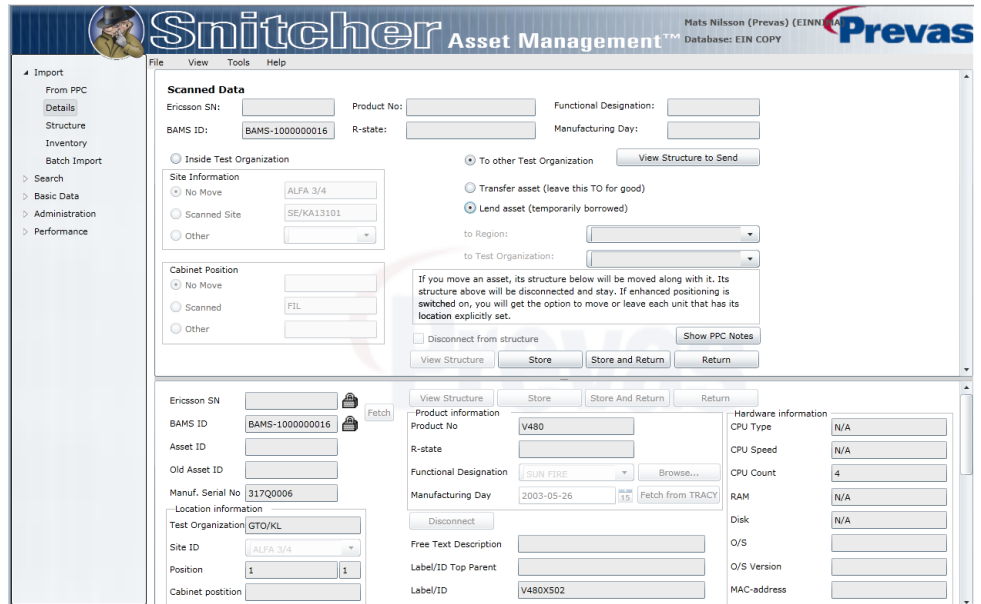 Snitcher Asset Management™
Mats Nilsson (Prevas) (EINN
Database: EIN COPY
Prevas
File View Tools Help
Import
From PPC
Details
Structure
Inventory
Batch Import
Search
Basic Data
Administration
Performance
Scanned Data
Ericsson SN: Product No: Functional Designation:
BAMS ID: BAMS-1000000016 R-state: Manufacturing Day:
Inside Test Organization To other Test Organization View Structure to Send
Site Information
No Move ALFA 3/4
Scanned Site SE/KA13101
Other
Transfer asset (leave this TO for good)
Lend asset (temporarily borrowed)
to Region:
to Test Organization:
Cabinet Position
No Move
Scanned FIL
Other
If you move an asset, its structure below will be moved along with it. Its
structure above will be disconnected and stay. If enhanced positioning is
switched on, you will get the option to move or leave each unit that has its
location explicitly set.
Disconnect from structure Show PPC Notes
View Structure Store Store and Return Return
Prevas
Ericsson SN
BAMS ID BAMS-1000000016 Fetch
Asset ID
Old Asset ID
Manuf. Serial No 317Q0006
Location information
Test Organization GTO/KL
Site ID ALFA 3/4
Position 1 1
Cabinet postition
View Structure Store Store And Return Return
Product information
Product No V480
R-state
Functional Designation SUN FIRE Browse...
Manufacturing Day 2003-05-26 15 Fetch from TRACY
Disconnect
Free Text Description
Label/ID Top Parent
Label/ID V480X502
Hardware information
CPU Type N/A
CPU Speed N/A
CPU Count 4
RAM N/A
Disk N/A
O/S
O/S Version
MAC-address